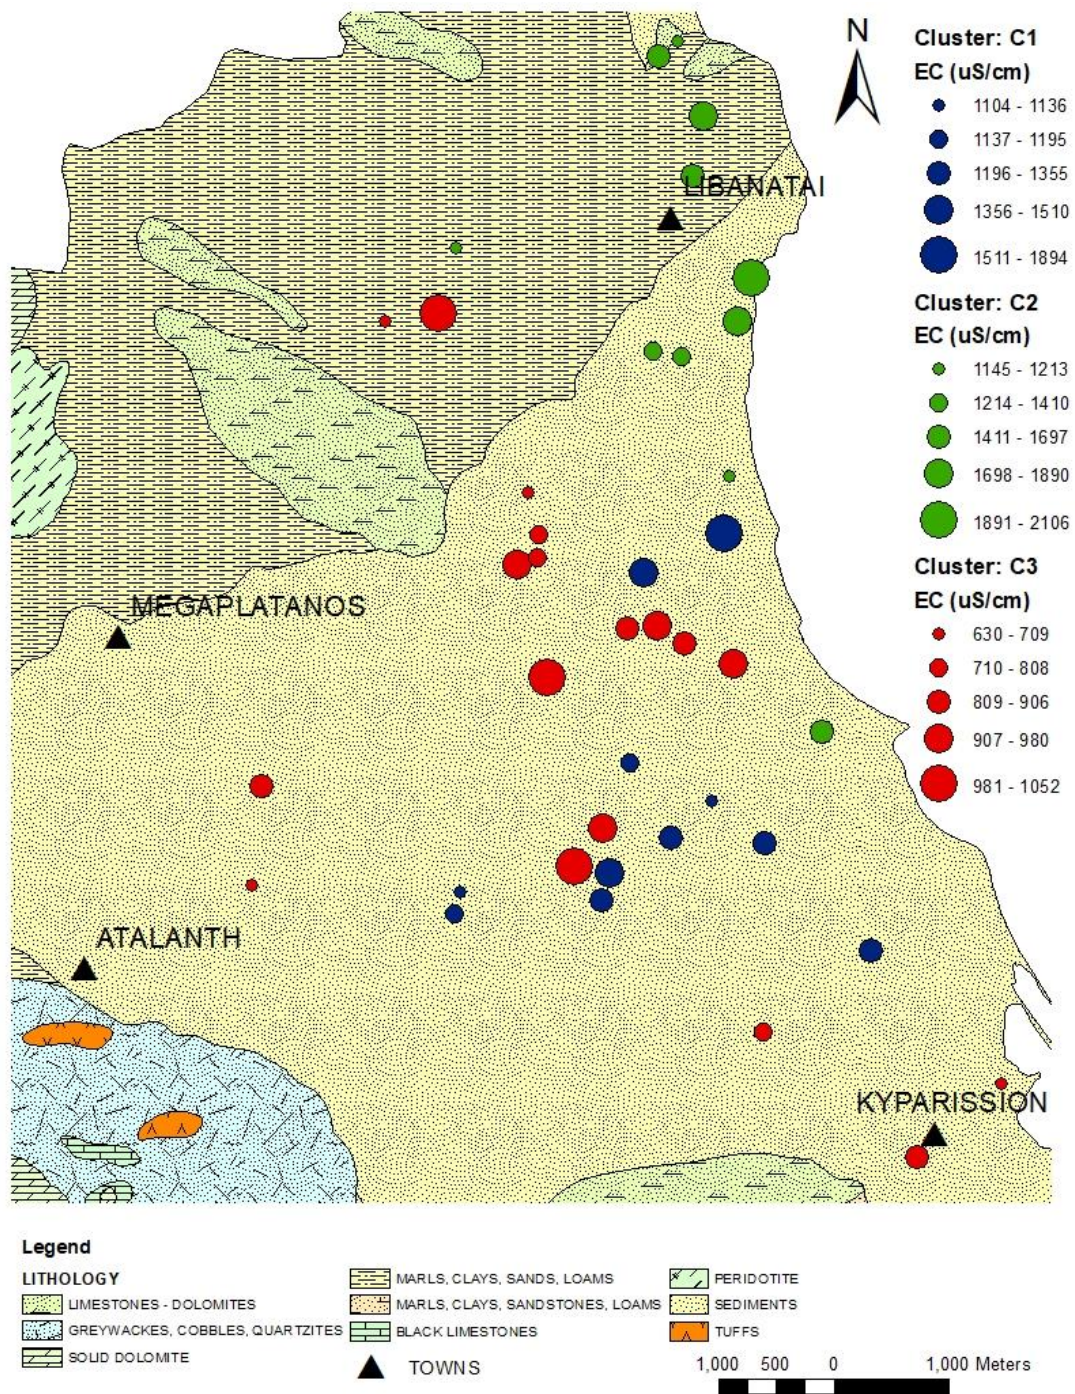 N
LIBANATAI
MEGAPLATANOS
ATALANTH
KYPARISSION
Cluster: C1
EC (uS/cm)
1104 - 1136
1137 - 1195
1196 - 1355
1356 - 1510
1511 - 1894
Cluster: C2
EC (uS/cm)
1145 - 1213
1214 - 1410
1411 - 1697
1698 - 1890
1891 - 2106
Cluster: C3
EC (uS/cm)
630 - 709
710 - 808
809 - 906
907 - 980
981 - 1052
Legend
LITHOLOGY
LIMESTONES - DOLOMITES
GREYWACKES, COBBLES, QUARTZITES
SOLID DOLOMITE
MARLS, CLAYS, SANDS, LOAMS
MARLS, CLAYS, SANDSTONES, LOAMS
BLACK LIMESTONES
TOWNS
PERIDOTITE
SEDIMENTS
TUFFS
1,000 500 0 1,000 Meters